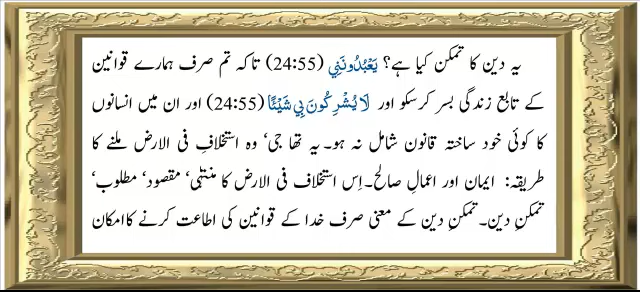 یہ دین کا تمکن کیا ہے؟ یَعْبُدُونَنِي (24:55) تاکہ تم صرف ہمارے قوانین
کے تابع زندگی بسر کرسکو اور لَا یُشْرِکُونَ بِي شَیْئًا (24:55) اور ان میں انسانوں
کا کوئی خود ساختہ قانون شامل نہ ہو۔ یہ تھا جی‘ وہ استخلافِ فی الارض ملنے کا
طریقہ: ایمان اور اعمالِ صالح۔ اِس استخلاف فی الارض کا منتہی‘ مقصود‘ مطلوب‘
تمکنِ دین۔ تمکنِ دین کے معنی صرف خدا کے قوانین کی اطاعت کرنے کا امکان